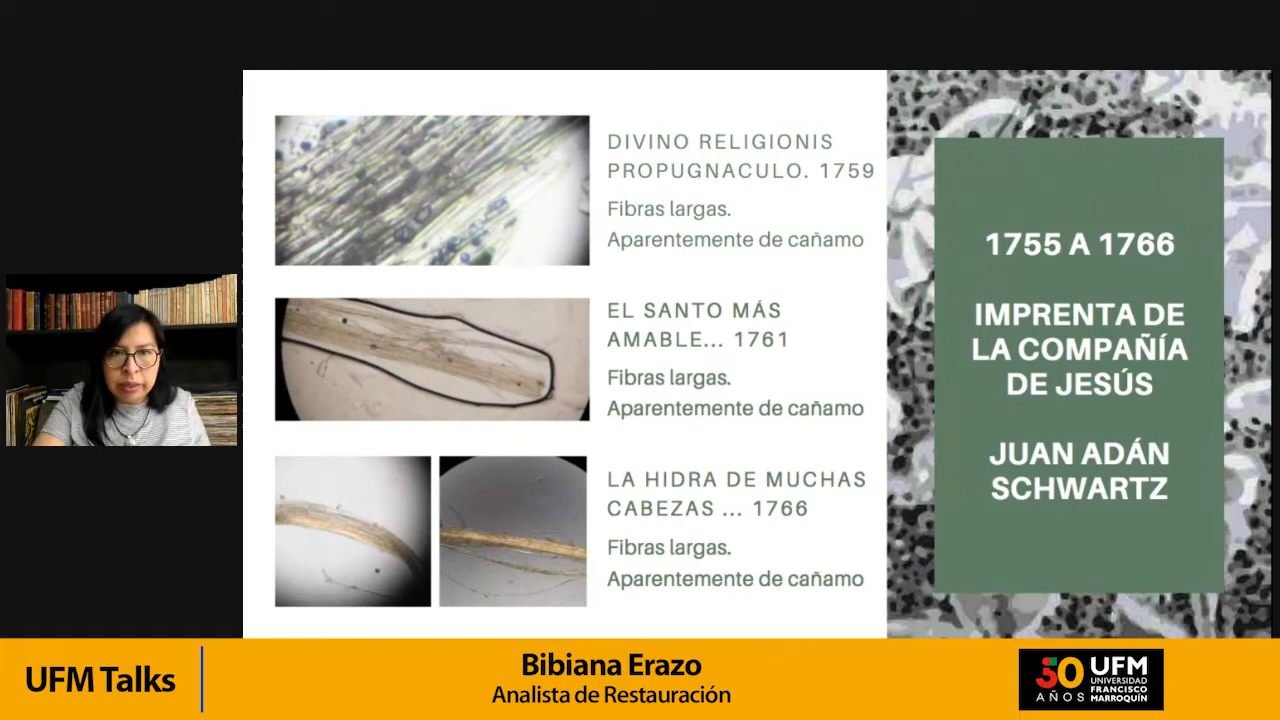 DIVINO RELIGIONIS
PROPUGNACULO. 1759
Fibras largas.
Aparentemente de cañamo
EL SANTO MÁS
AMABLE... 1761
Fibras largas.
Aparentemente de cañamo
LA HIDRA DE MUCHAS
CABEZAS ... 1766
Fibras largas.
Aparentemente de cañamo
1755 A 1766
IMPRENTA DE
LA COMPAÑÍA
DE JESÚS
JUAN ADÁN
SCHWARTZ
UFM Talks
Bibiana Erazo
Analista de Restauración
50
AÑOS
UFM
UNIVERSIDAD
FRANCISCO
MARROQUÍN